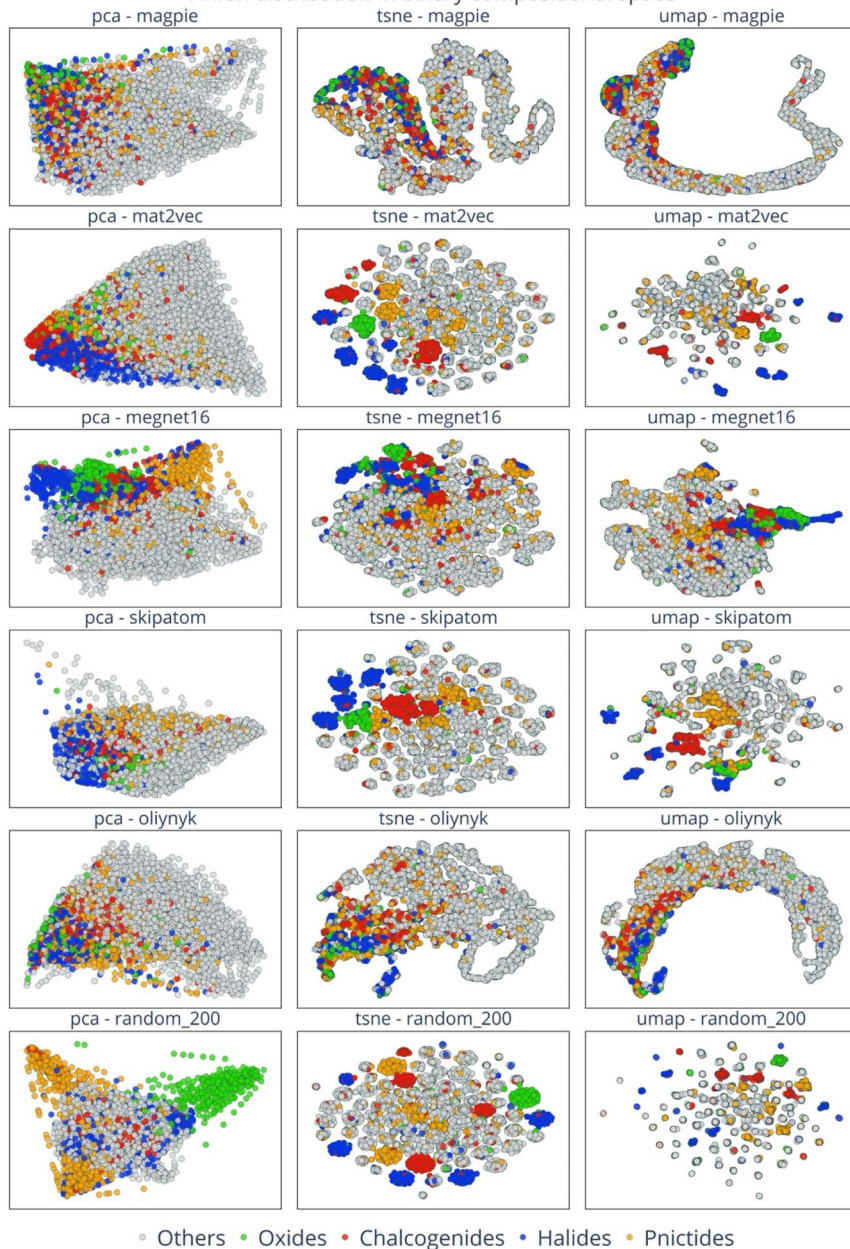 pca - magpie tsne - magpie umap - magpie
pca - mat2vec tsne - mat2vec umap - mat2vec
pca - megnet16 tsne - megnet16 umap - megnet16
pca - skipatom tsne - skipatom umap - skipatom
pca - oliynyk tsne - oliynyk umap - oliynyk
pca - random_200 tsne - random_200 umap - random_200
Others Oxides Chalcogenides Halides Pnictides